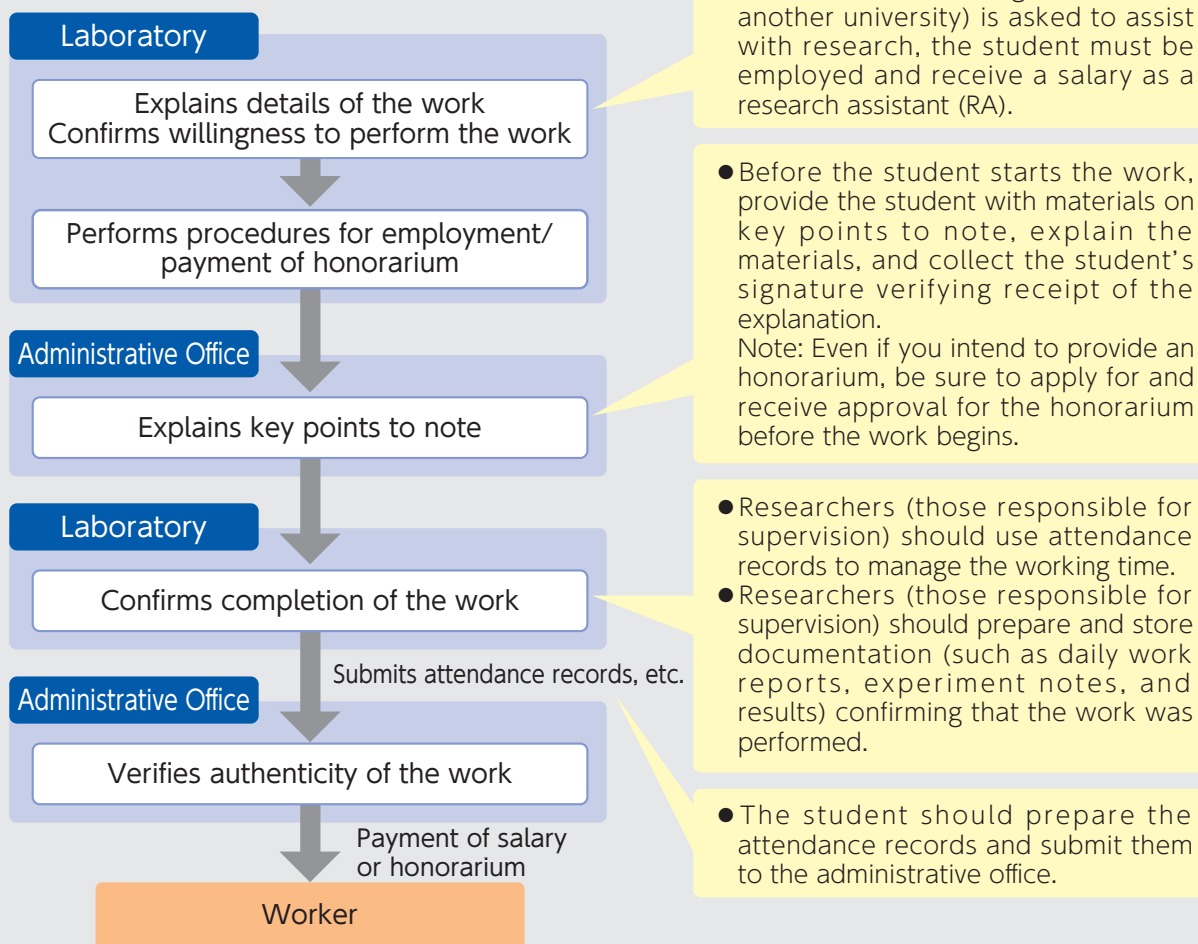 Laboratory
Explains details of the work
Confirms willingness to perform the work
Performs procedures for employment/
payment of honorarium
Administrative Office
Explains key points to note
Laboratory
Confirms completion of the work
Submits attendance records, etc.
Administrative Office
Verifies authenticity of the work
Payment of salary
or honorarium
Worker
another university) is asked to assist
with research, the student must be
employed and receive a salary as a
research assistant (RA).
●Before the student starts the work,
provide the student with materials on
key points to note, explain the
materials, and collect the student's
signature verifying receipt of the
explanation.
Note: Even if you intend to provide an
honorarium, be sure to apply for and
receive approval for the honorarium
before the work begins.
●Researchers (those responsible for
supervision) should use attendance
records to manage the working time.
●Researchers (those responsible for
supervision) should prepare and store
documentation (such as daily work
reports, experiment notes, and
results) confirming that the work was
performed.
●The student should prepare the
attendance records and submit them
to the administrative office.